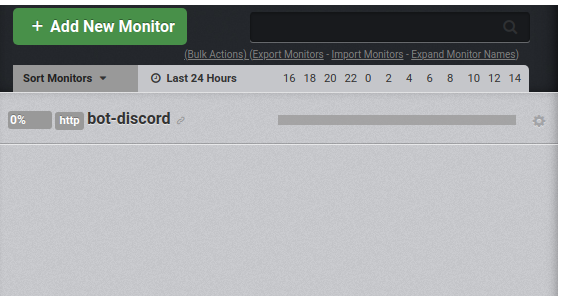 + Add New Monitor
(Bulk Actions) (Export Monitors - Import Monitors - Expand Monitor Names)
Sort Monitors Last 24 Hours 16 18 20 22 0 2 4 6 8 10 12 14
0% http bot-discord